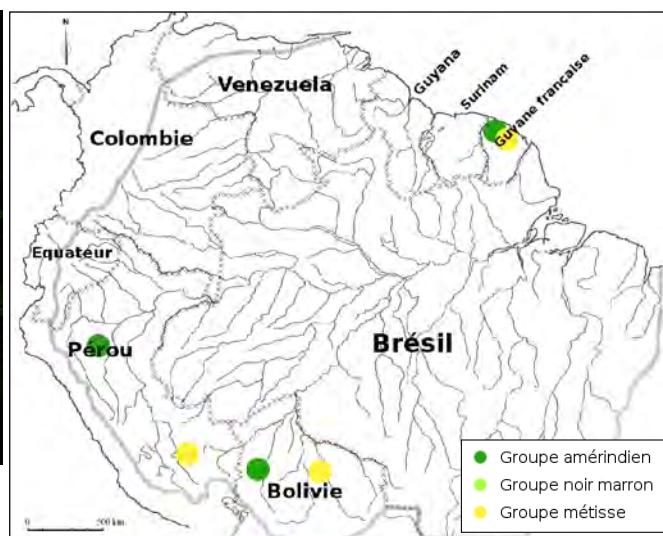 N
Venezuela
Guyana
Surinam
Guyane française
Colombie
Equateur
Pérou
Brésil
Bolivie
Groupe amérindien
Groupe noir marron
Groupe métisse
0 500 km